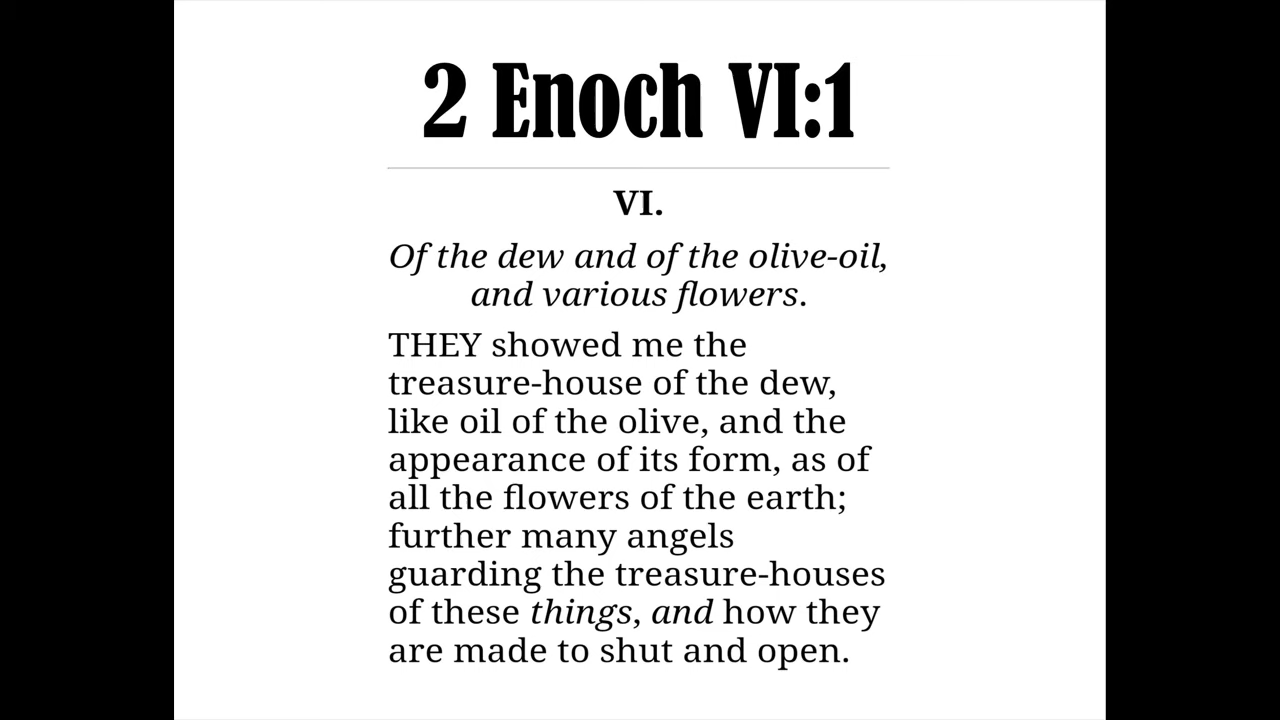 2 Enoch VI:1
VI.
Of the dew and of the olive-oil,
and various flowers.
THEY showed me the
treasure-house of the dew,
like oil of the olive, and the
appearance of its form, as of
all the flowers of the earth;
further many angels
guarding the treasure-houses
of these things, and how they
are made to shut and open.